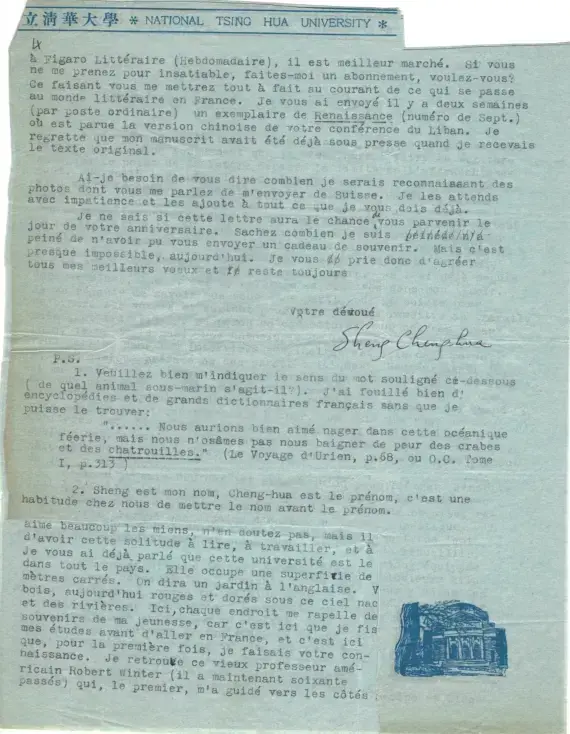 立清華大學 * NATIONAL TSING HUA UNIVERSITY *
à Figaro Littéraire (Hebdomadaire), il est meilleur marché. Si vous
ne me prenez pour insatiable, faites-moi un abonnement, voulez-vous?
Ce faisant vous me mettrez tout à fait su courant de ce qui se passe
au monde littéraire en France. Je vous ai envoyé il y a deux semaines
(par poste ordinaire) un exemplaire de Renaissance (numéro de Sept.)
où est parue la version chinoise de votre conférence du Liban. Je
regrette que mon manuscrit avait été déjà sous presse quand je recevais
le texte original.
Ai-je besoin de vous dire combien je serais reconnaissant des
photos dont vous me parlez de m'envoyer de Suisse. Je les attends
avec impatience et les ajoute à tout ce que je vous dois déjà.
Je ne sais si cette lettre aura le chance de vous parvenir le
jour de votre anniversaire. Sachez combien je suis
peiné de n'avoir pu vous envoyer un cadeau de souvenir. Mais c'est
presque impossible, aujourd'hui. Je vous prie donc d'agréer
tous mes meilleurs voeux et reste toujours
Votre dévoué
Sheng Cheng-hua
P.S.
1. Veuillez bien m'indiquer le sens du mot souligné ci-dessous
( de quel animal sous-marin s'agit-il?). J'ai fouillé bien d'
encyclopédies et de grands dictionnaires français sans que je
puisse le trouver:
"...... Nous aurions bien aimé nager dans cette océanique
féerie, mais nous n'osâmes pas nous baigner de peur des crabes
et des chatrouilles." (Le Voyage d'Urien, p.68, ou O.C. Tome
I, p.313 )
2. Sheng est mon nom, Cheng-hua est le prénom, c'est une
habitude chez nous de mettre le nom avant le prénom.
aime beaucoup les miens, n'en doutez pas, mais il
d'avoir cette solitude à lire, à travailler, et à
Je vous ai déjà parlé que cette université est le
dans tout le pays. Elle occupe une superficie de
mètres carrés. On dira un jardin à l'anglaise. V
bois, aujourd'hui rouges et dorés sous ce ciel nac
et des rivières. Ici,chaque endroit me rapelle de
souvenirs de ma jeunesse, car c'est ici que je fis
mes études avant d'aller en France, et c'est ici
que, pour la première fois, je faisais votre con-
naissance. Je retrouve ce vieux professeur amé-
ricain Robert Winter (il a maintenant soixante
passés) qui, le premier, m'a guidé vers les côtés